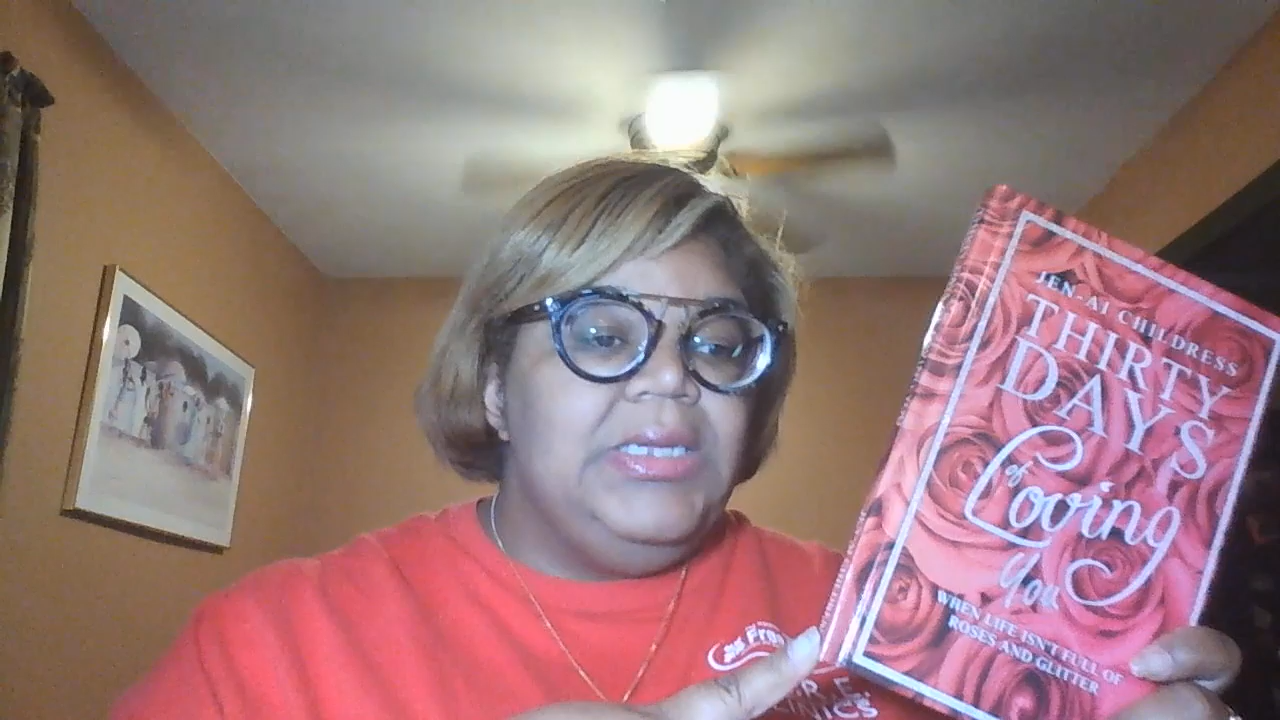 JEN-AI CHILDRESS
THIRTY
DAYS
of Loving
You
WHEN LIFE ISN'T FULL OF
ROSES AND GLITTER